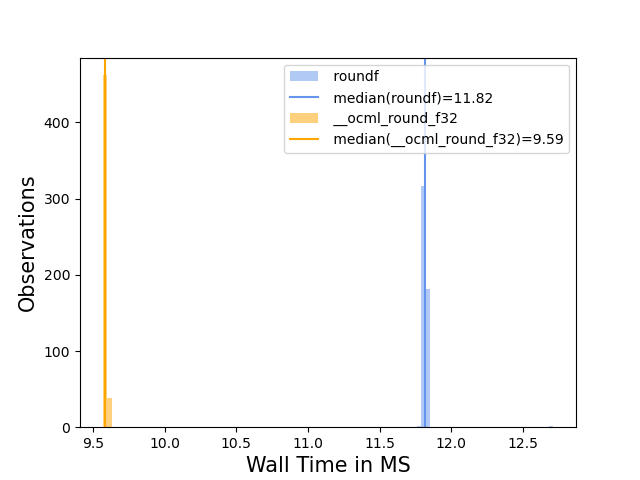 roundf
median(roundf)=11.82
__ocml_round_f32
median(__ocml_round_f32)=9.59
Observations
400
300
200
100
0
9.5 10.0 10.5 11.0 11.5 12.0 12.5
Wall Time in MS